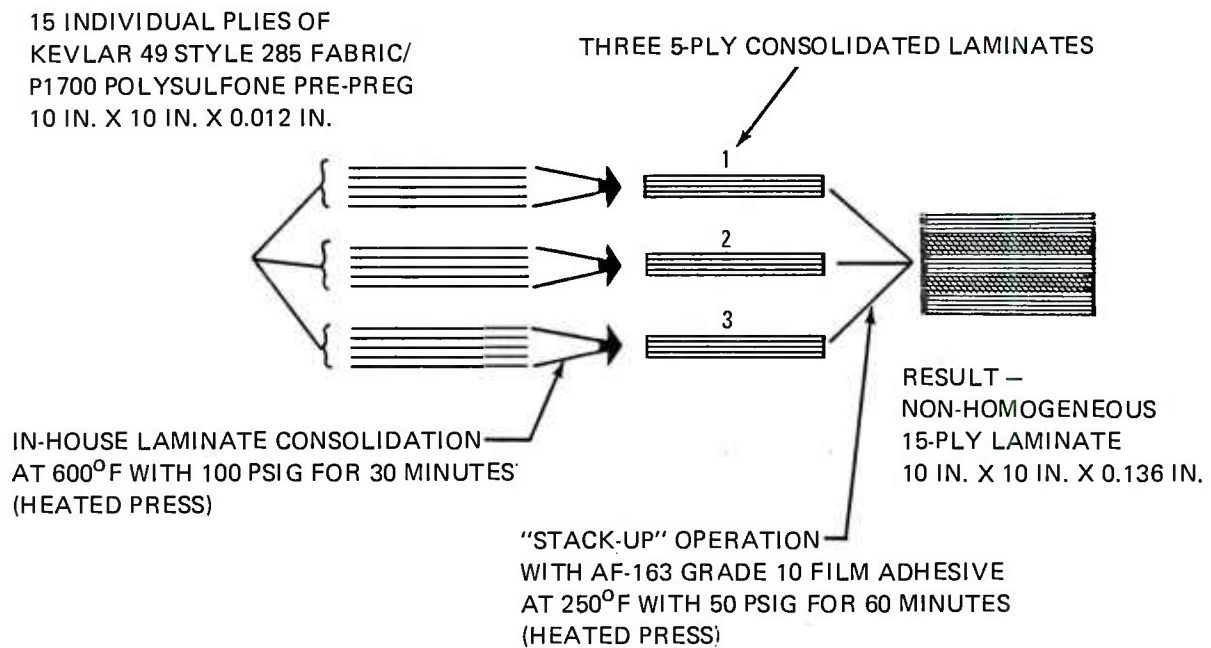 15 INDIVIDUAL PLIES OF
KEVLAR 49 STYLE 285 FABRIC/
P1700 POLYSULFONE PRE-PREG
10 IN. X 10 IN. X 0.012 IN.
THREE 5-PLY CONSOLIDATED LAMINATES
1
2
3
IN-HOUSE LAMINATE CONSOLIDATION
AT 600°F WITH 100 PSIG FOR 30 MINUTES
(HEATED PRESS)
"STACK-UP" OPERATION
WITH AF-163 GRADE 10 FILM ADHESIVE
AT 250°F WITH 50 PSIG FOR 60 MINUTES
(HEATED PRESS)
RESULT —
NON-HOMOGENEOUS
15-PLY LAMINATE
10 IN. X 10 IN. X 0.136 IN.